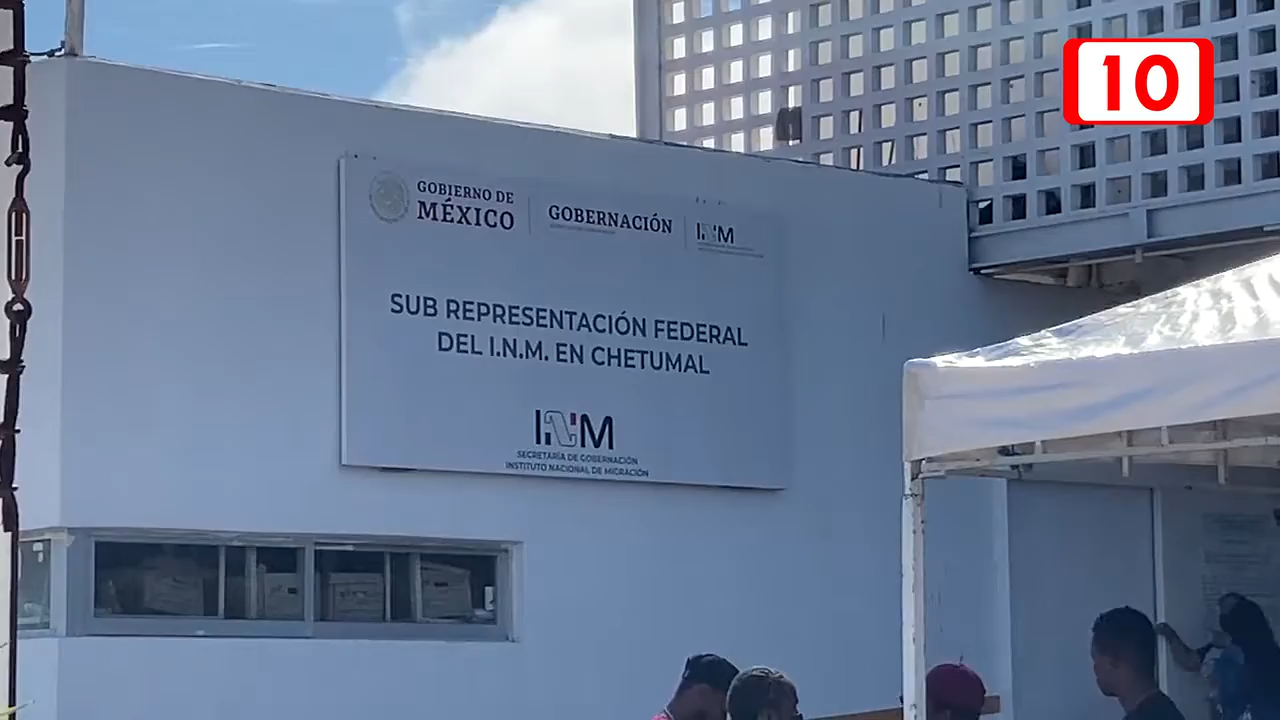 10
GOBIERNO DE
MÉXICO
GOBERNACIÓN
INM
SUB REPRESENTACIÓN FEDERAL
DEL I.N.M. EN CHETUMAL
INM
SECRETARÍA DE GOBERNACIÓN
INSTITUTO NACIONAL DE MIGRACIÓN